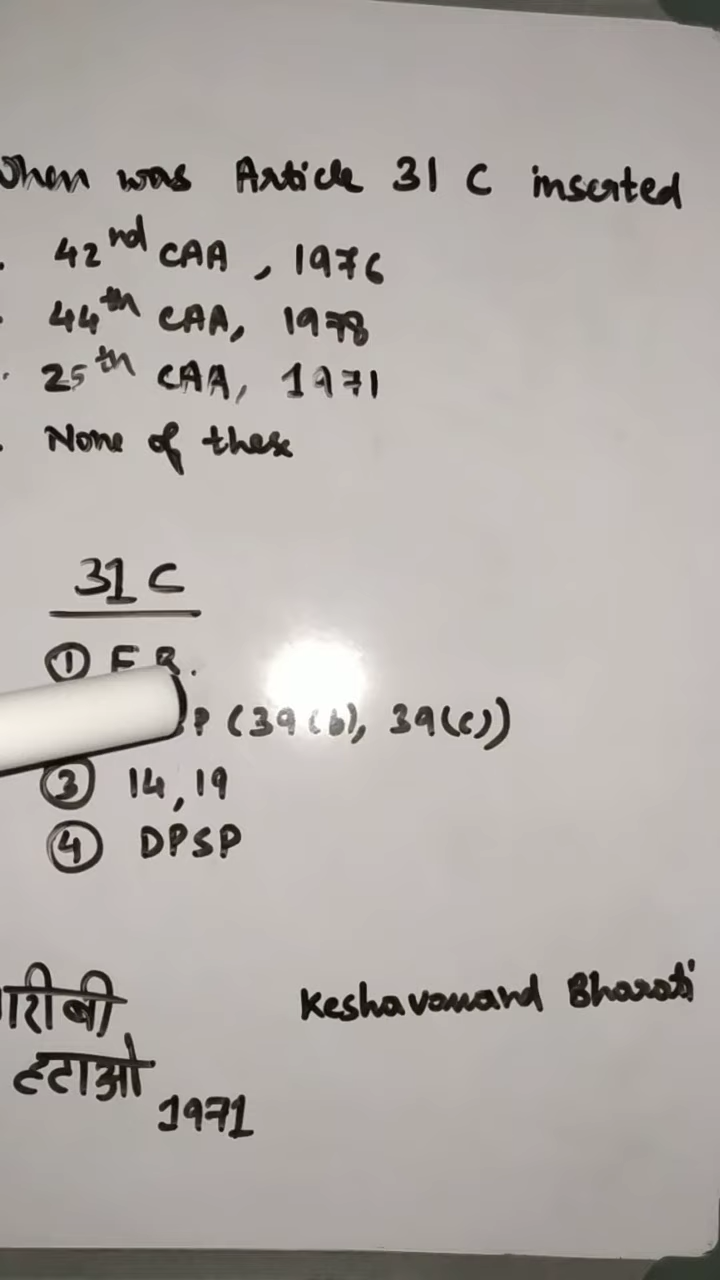 When was Article 31 C inserted
42nd CAA, 1976
44th CAA, 1978
25th CAA, 1971
None of these
31 C
① F.R.
(39(b), 39(c))
③ 14, 19
④ DPSP
गरीबी
हटाओ 1971
Keshavanand Bharati